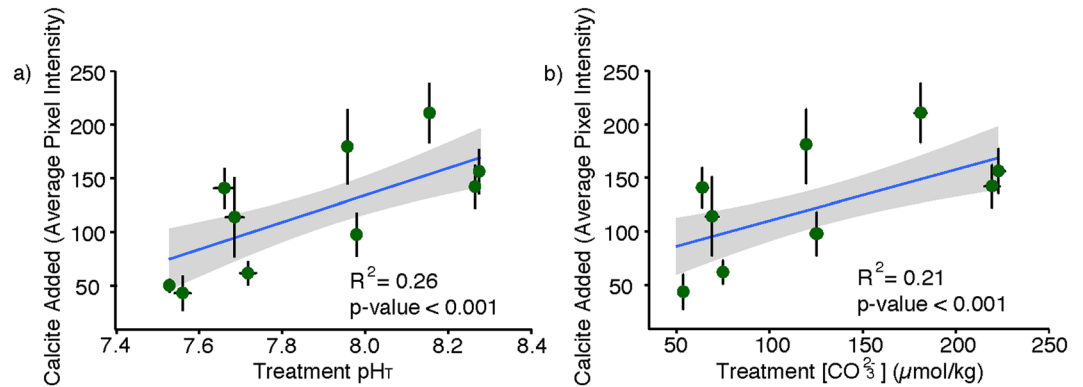 a)
Calcite Added (Average Pixel Intensity)
250
200
150
100
50
R2 = 0.26
p-value < 0.001
7.4 7.6 7.8 8.0 8.2 8.4
Treatment pHT
b)
Calcite Added (Average Pixel Intensity)
250
200
150
100
50
R2 = 0.21
p-value < 0.001
50 100 150 200 250
Treatment [CO3 2-] (µmol/kg)